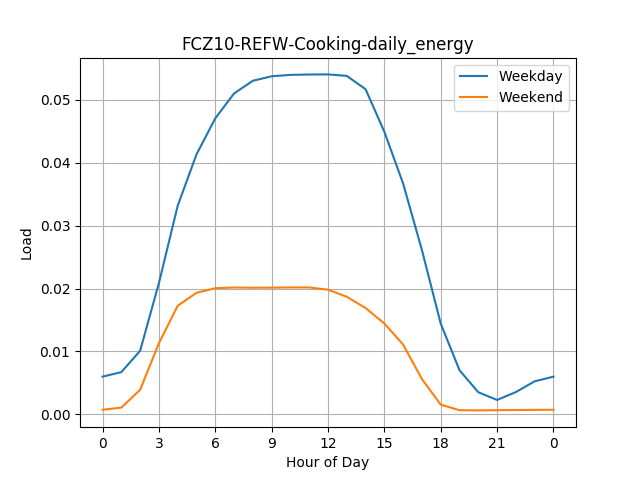 FCZ10-REFW-Cooking-daily_energy
Weekday
Weekend
Load
0.05
0.04
0.03
0.02
0.01
0.00
0 3 6 9 12 15 18 21 0
Hour of Day